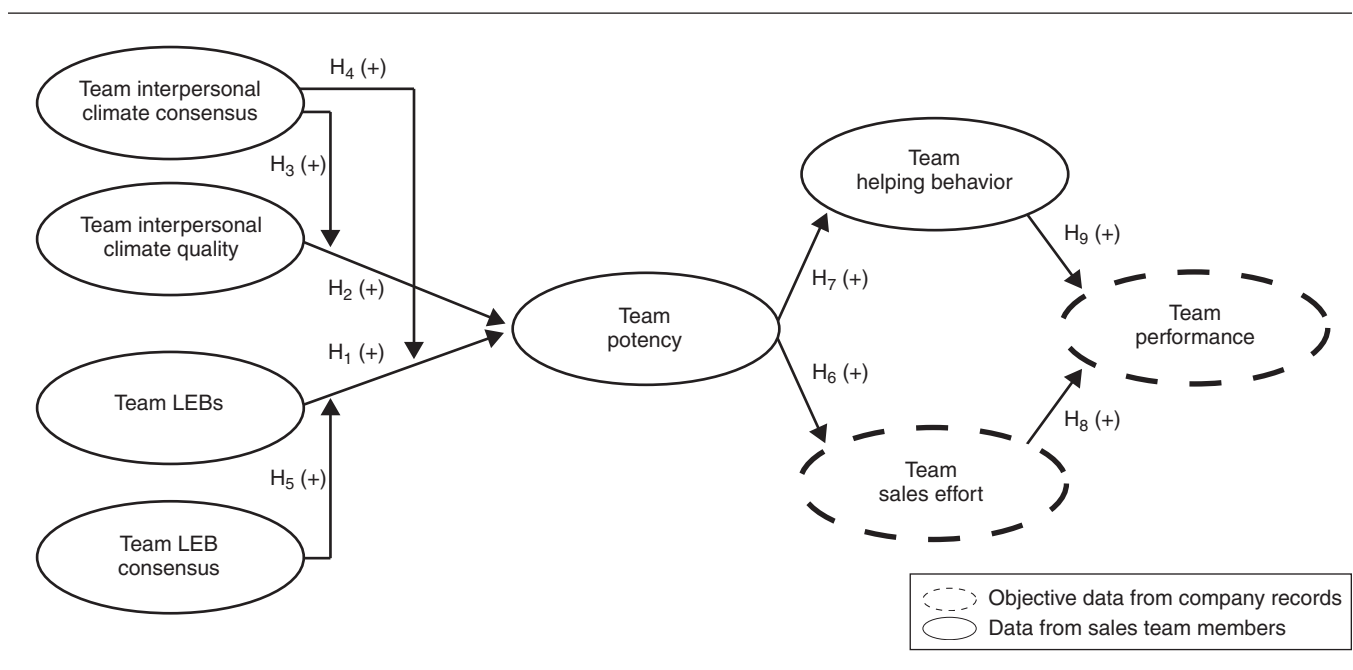 Team interpersonal
climate consensus
H4 (+)
H3 (+)
Team interpersonal
climate quality
H2 (+)
H1 (+)
Team LEBs
H5 (+)
Team LEB
consensus
Team
potency
Team
helping behavior
H7 (+)
H9 (+)
H6 (+)
H8 (+)
Team
performance
Team
sales effort
Objective data from company records
Data from sales team members